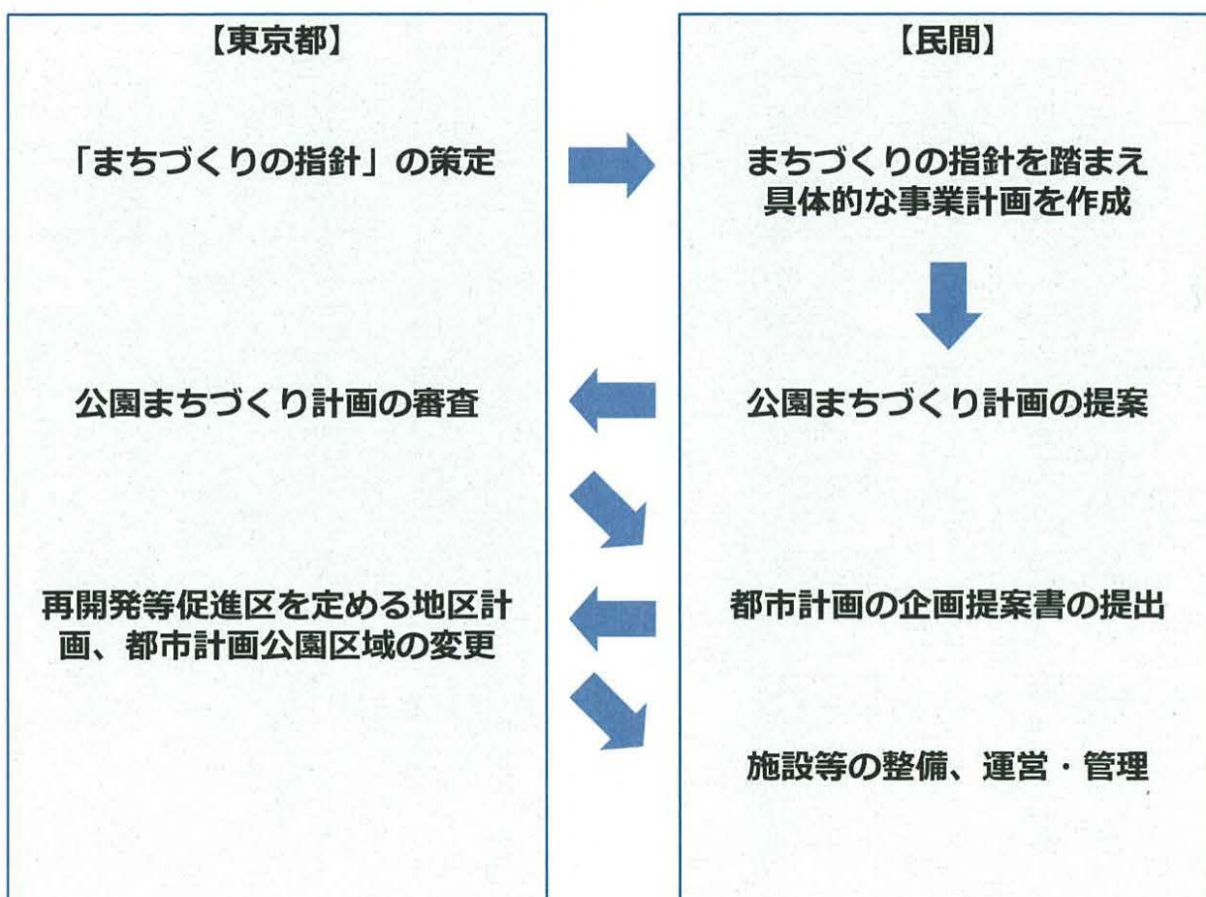 【東京都】
【民間】
「まちづくりの指針」の策定
まちづくりの指針を踏まえ
具体的な事業計画を作成
公園まちづくり計画の審査
公園まちづくり計画の提案
再開発等促進区を定める地区計
画、都市計画公園区域の変更
都市計画の企画提案書の提出
施設等の整備、運営・管理